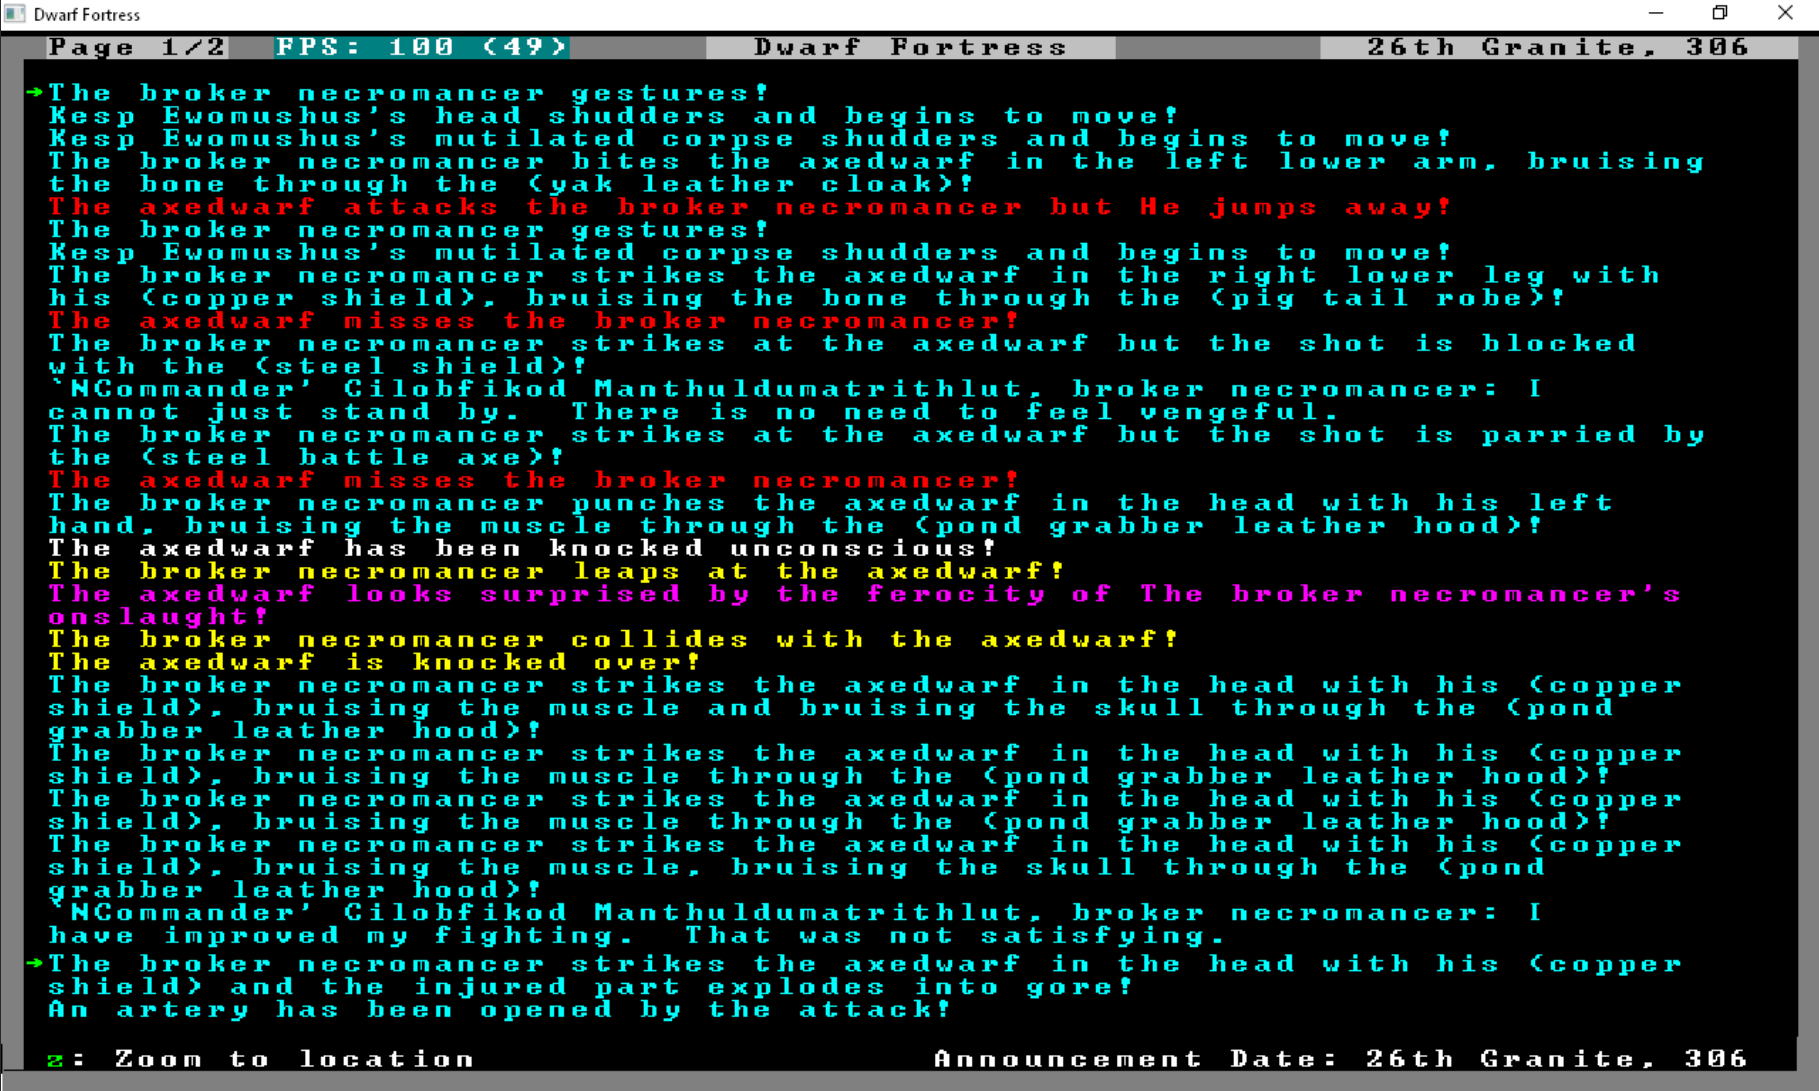 Dwarf Fortress
Page 1/2 FPS: 100 (49) Dwarf Fortress 26th Granite, 306
The broker necromancer gestures!
Kesp Ewomushus's head shudders and begins to move!
Kesp Ewomushus's mutilated corpse shudders and begins to move!
The broker necromancer bites the axedwarf in the left lower arm, bruising
the bone through the (yak leather cloak)!
The axedwarf attacks the broker necromancer but He jumps away!
The broker necromancer gestures!
Kesp Ewomushus's mutilated corpse shudders and begins to move!
The broker necromancer strikes the axedwarf in the right lower leg with
his (copper shield), bruising the bone through the (pig tail robe)!
The axedwarf misses the broker necromancer!
The broker necromancer strikes at the axedwarf but the shot is blocked
with the (steel shield)!
`NCommander' Cilobfikod Manthuldumatrithlut, broker necromancer: I
cannot just stand by.  There is no need to feel vengeful.
The broker necromancer strikes at the axedwarf but the shot is parried by
the (steel battle axe)!
The axedwarf misses the broker necromancer!
The broker necromancer punches the axedwarf in the head with his left
hand, bruising the muscle through the (pond grabber leather hood)!
The axedwarf has been knocked unconscious!
The broker necromancer leaps at the axedwarf!
The axedwarf looks surprised by the ferocity of The broker necromancer's
onslaught!
The broker necromancer collides with the axedwarf!
The axedwarf is knocked over!
The broker necromancer strikes the axedwarf in the head with his (copper
shield), bruising the muscle and bruising the skull through the (pond
grabber leather hood)!
The broker necromancer strikes the axedwarf in the head with his (copper
shield), bruising the muscle through the (pond grabber leather hood)!
The broker necromancer strikes the axedwarf in the head with his (copper
shield), bruising the muscle through the (pond grabber leather hood)!
The broker necromancer strikes the axedwarf in the head with his (copper
shield), bruising the muscle, bruising the skull through the (pond
grabber leather hood)!
`NCommander' Cilobfikod Manthuldumatrithlut, broker necromancer: I
have improved my fighting.  That was not satisfying.
The broker necromancer strikes the axedwarf in the head with his (copper
shield) and the injured part explodes into gore!
An artery has been opened by the attack!
z: Zoom to location Announcement Date: 26th Granite, 306